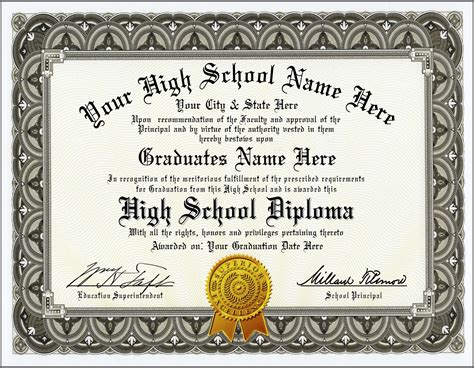 Your High School Name Here
Your City & State Here
Upon recommendation of the Faculty and approval of the
Principal and by virtue of the authority vested in them
hereby bestows upon
Graduates Name Here
In recognition of the meritorious fulfillment of the prescribed requirements
for Graduation from this High School and is awarded this
High School Diploma
With all the rights, honors and privileges pertaining thereto
Awarded on: Your Graduation Date Here
Millard Filmore
Education Superintendent
School Principal
SUPERIOR